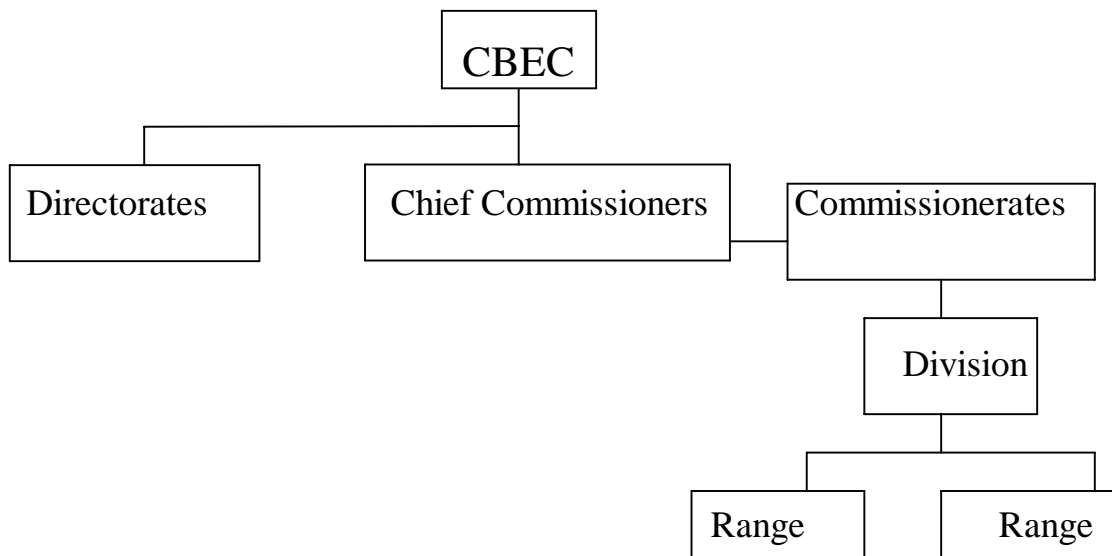 CBEC
Directorates
Chief Commissioners
Commissionerates
Division
Range
Range